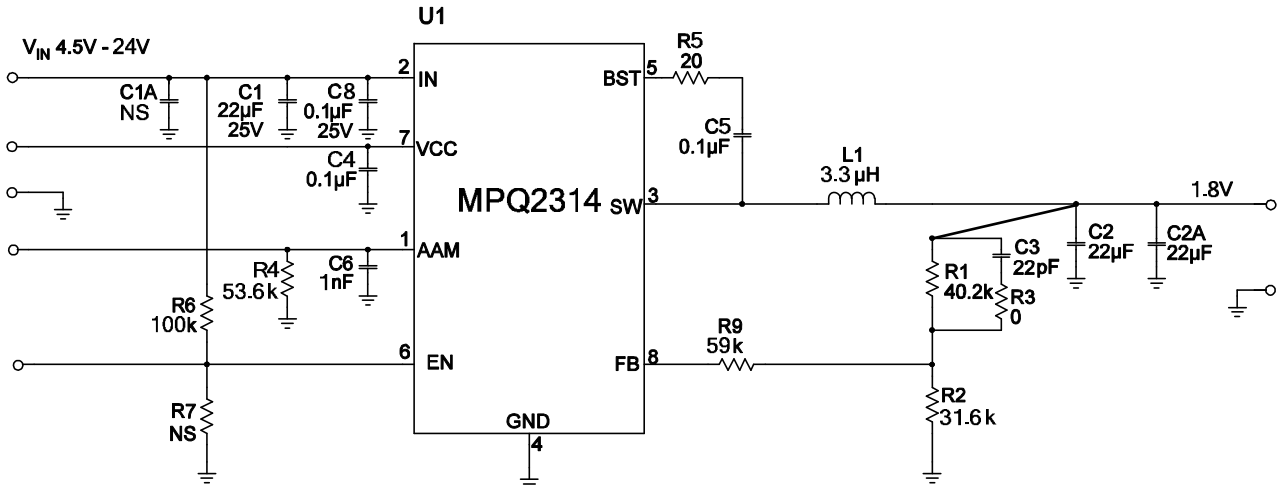 U1
V_IN 4.5V - 24V
2
IN
C1A
NS
C1
22µF
25V
C8
0.1µF
25V
7
VCC
C4
0.1µF
1
AAM
R4
53.6k
C6
1nF
R6
100k
6
EN
R7
NS
MPQ2314
GND
4
BST
5
R5
20
C5
0.1µF
SW
3
L1
3.3 µH
1.8V
C2
22µF
C2A
22µF
C3
22pF
R1
40.2k
R3
0
FB
8
R9
59k
R2
31.6k